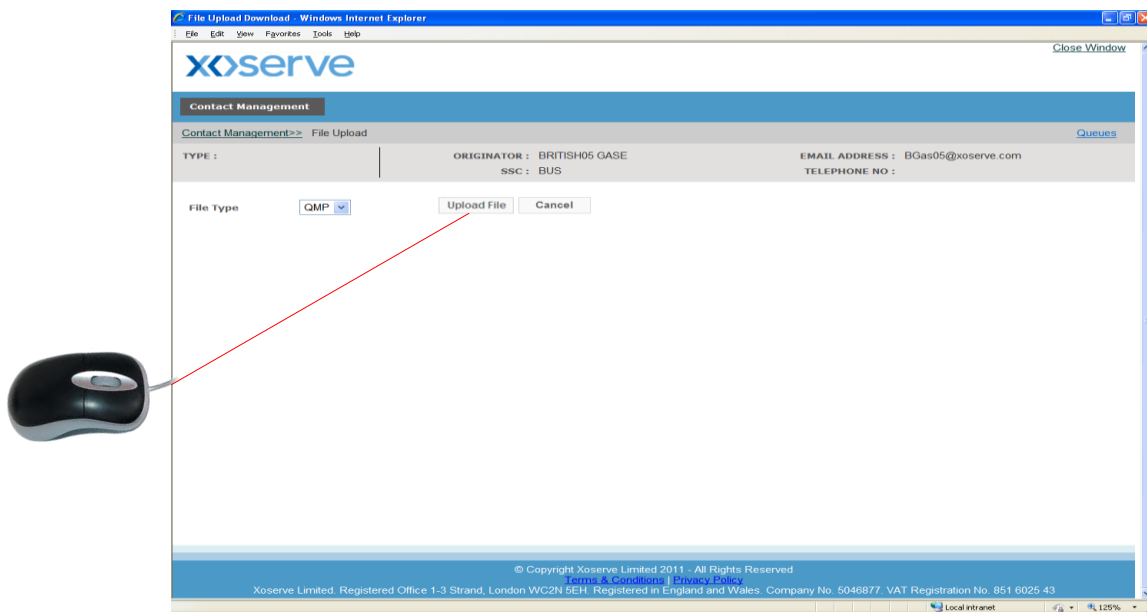 File Upload Download - Windows Internet Explorer
File Edit View Favorites Tools Help
Close Window
xoserve
Contact Management
Contact Management>> File Upload Queues
TYPE : ORIGINATOR : BRITISH05 GASE EMAIL ADDRESS : BGas05@xoserve.com
SSC : BUS TELEPHONE NO :
File Type QMP Upload File Cancel
© Copyright Xoserve Limited 2011 - All Rights Reserved
Terms & Conditions | Privacy Policy
Xoserve Limited. Registered Office 1-3 Strand, London WC2N 5EH. Registered in England and Wales. Company No. 5046877. VAT Registration No. 851 6025 43
Local intranet 125%